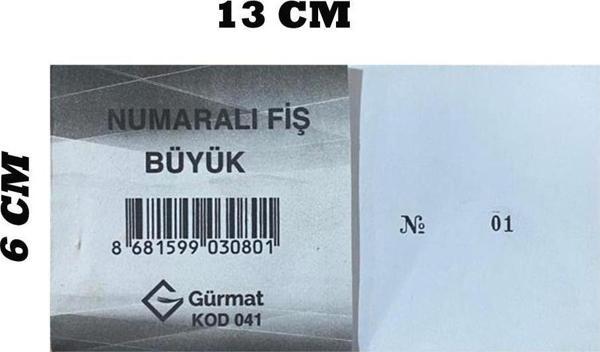 13 CM
6 CM
NUMARALI FİŞ
BÜYÜK
8 681599 030801
Gürmat
KOD 041
№ 01